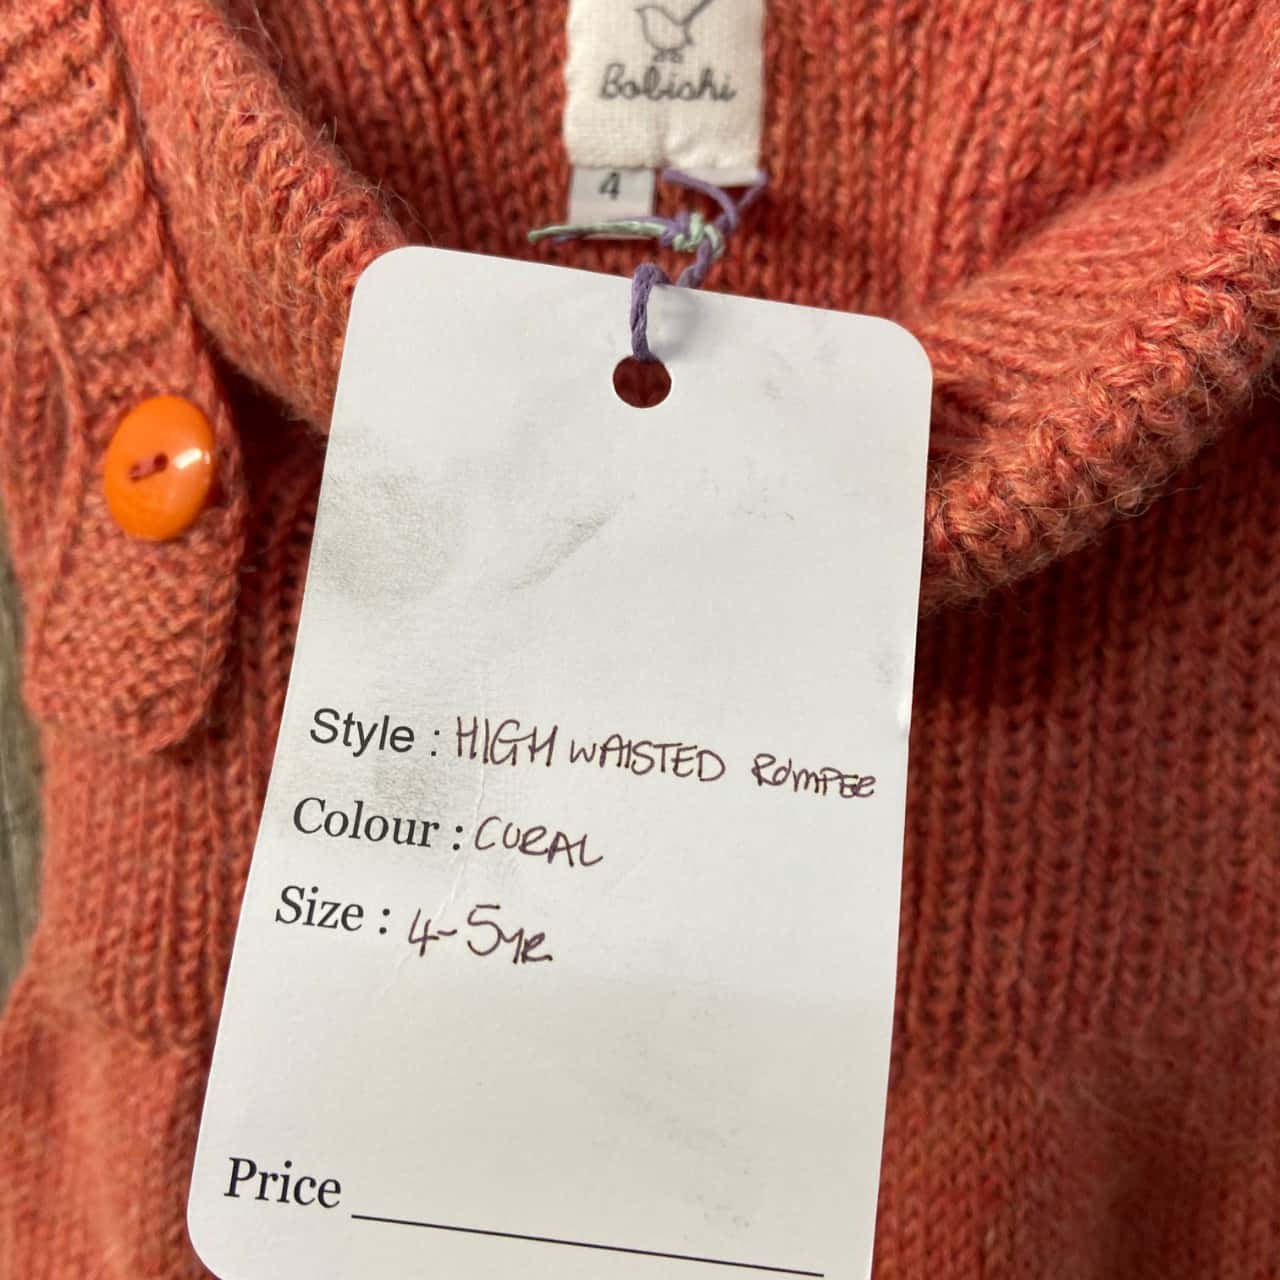 Bobishi
4
Style : HIGH WAISTED ROMPER
Colour : CORAL
Size : 4-5yr
Price